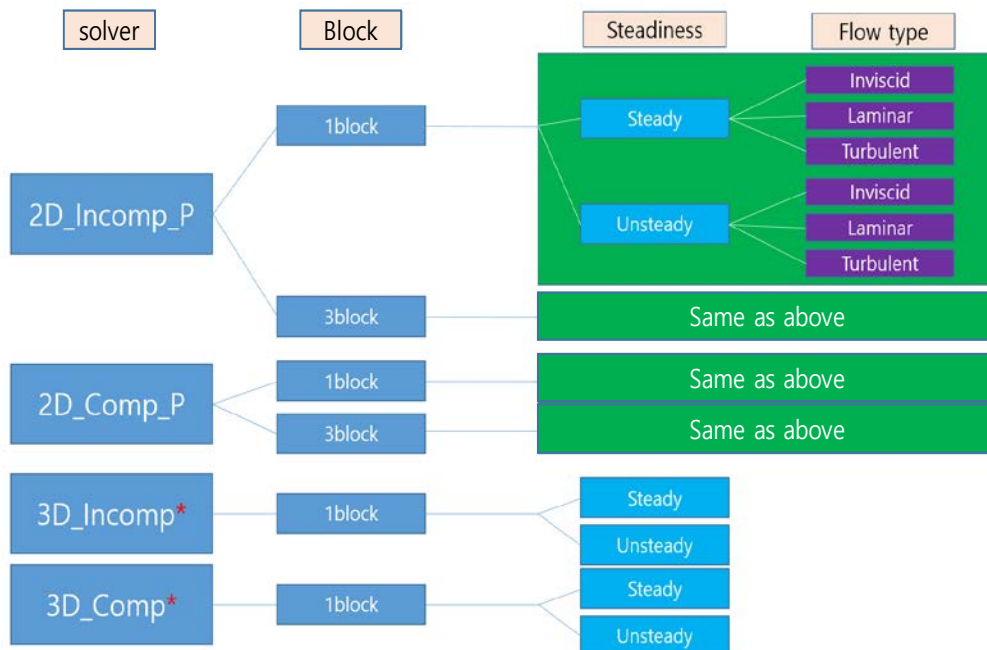 solver
Block
Steadiness
Flow type
2D_Incomp_P
1block
Steady
Inviscid
Laminar
Turbulent
Unsteady
Inviscid
Laminar
Turbulent
3block
Same as above
2D_Comp_P
1block
Same as above
3block
Same as above
3D_Incomp*
1block
Steady
Unsteady
3D_Comp*
1block
Steady
Unsteady